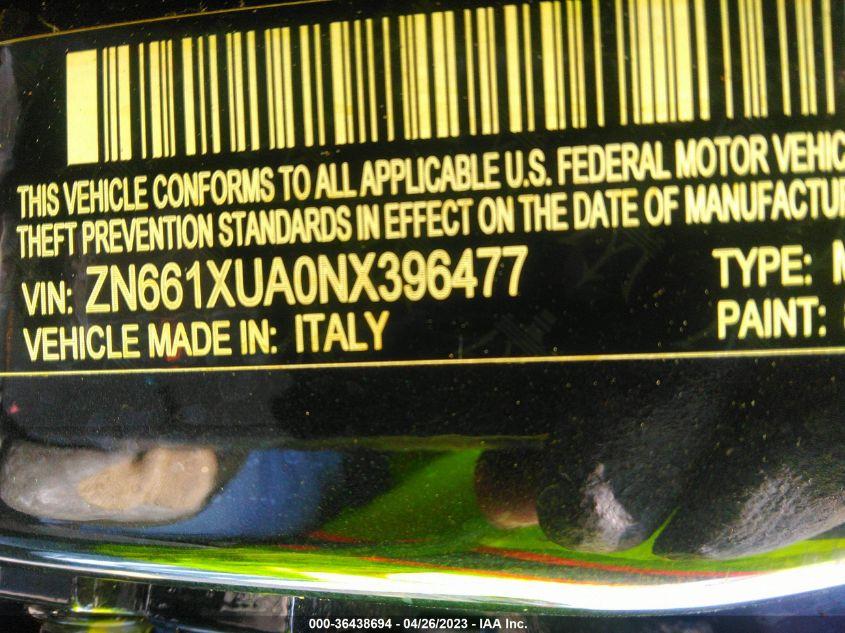 THIS VEHICLE CONFORMS TO ALL APPLICABLE U.S. FEDERAL MOTOR VEHIC
THEFT PREVENTION STANDARDS IN EFFECT ON THE DATE OF MANUFACTUR
VIN: ZN661XUA0NX396477 TYPE: M
VEHICLE MADE IN: ITALY PAINT:
000-36438694 - 04/26/2023 - IAA Inc.